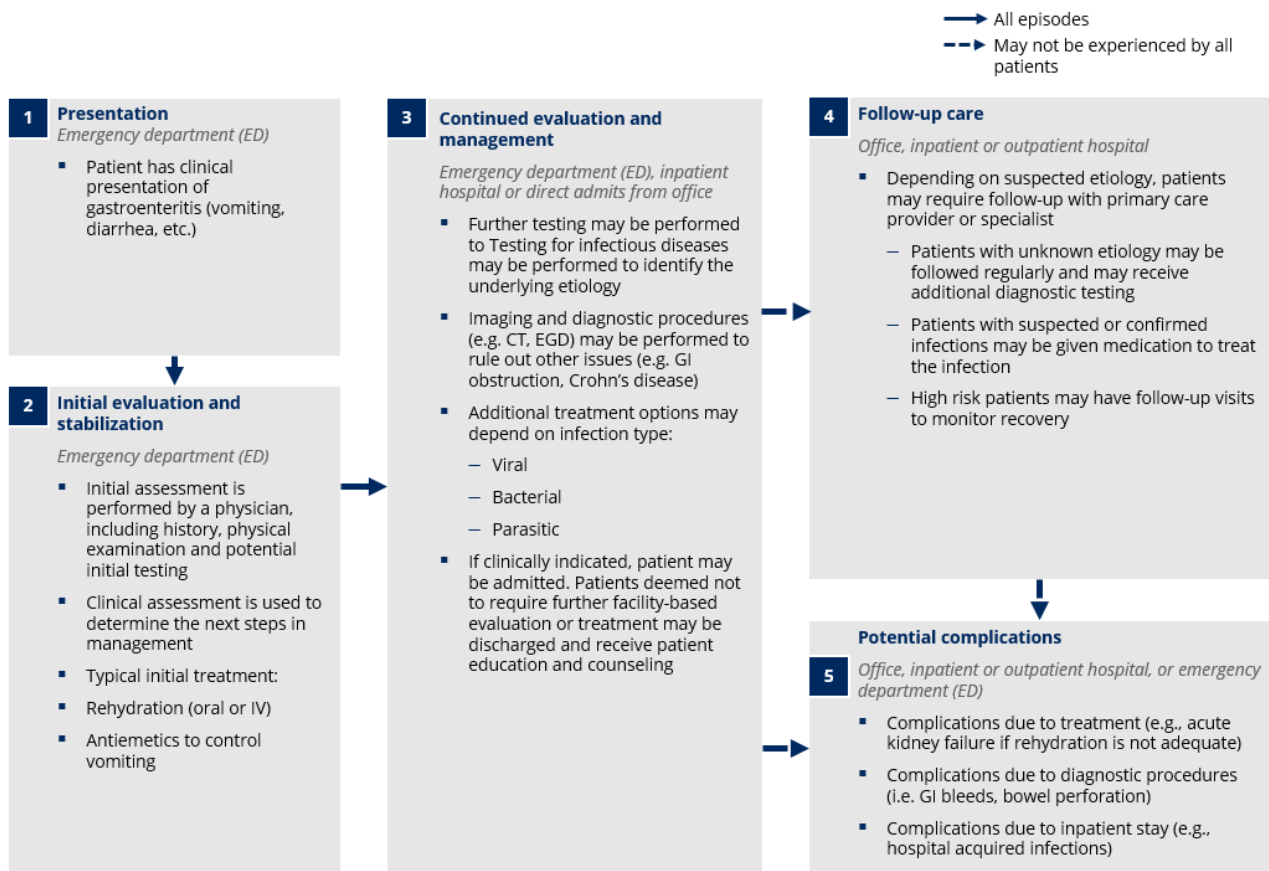 All episodes
May not be experienced by all
patients
1
Presentation
Emergency department (ED)
▪ Patient has clinical
presentation of
gastroenteritis (vomiting,
diarrhea, etc.)
2
Initial evaluation and
stabilization
Emergency department (ED)
▪ Initial assessment is
performed by a physician,
including history, physical
examination and potential
initial testing
▪ Clinical assessment is used to
determine the next steps in
management
▪ Typical initial treatment:
▪ Rehydration (oral or IV)
▪ Antiemetics to control
vomiting
3
Continued evaluation and
management
Emergency department (ED), inpatient
hospital or direct admits from office
▪ Further testing may be performed
to Testing for infectious diseases
may be performed to identify the
underlying etiology
▪ Imaging and diagnostic procedures
(e.g. CT, EGD) may be performed to
rule out other issues (e.g. GI
obstruction, Crohn's disease)
▪ Additional treatment options may
depend on infection type:
– Viral
– Bacterial
– Parasitic
▪ If clinically indicated, patient may
be admitted. Patients deemed not
to require further facility-based
evaluation or treatment may be
discharged and receive patient
education and counseling
4
Follow-up care
Office, inpatient or outpatient hospital
▪ Depending on suspected etiology, patients
may require follow-up with primary care
provider or specialist
– Patients with unknown etiology may be
followed regularly and may receive
additional diagnostic testing
– Patients with suspected or confirmed
infections may be given medication to treat
the infection
– High risk patients may have follow-up visits
to monitor recovery
5
Potential complications
Office, inpatient or outpatient hospital, or emergency
department (ED)
▪ Complications due to treatment (e.g., acute
kidney failure if rehydration is not adequate)
▪ Complications due to diagnostic procedures
(i.e. GI bleeds, bowel perforation)
▪ Complications due to inpatient stay (e.g.,
hospital acquired infections)